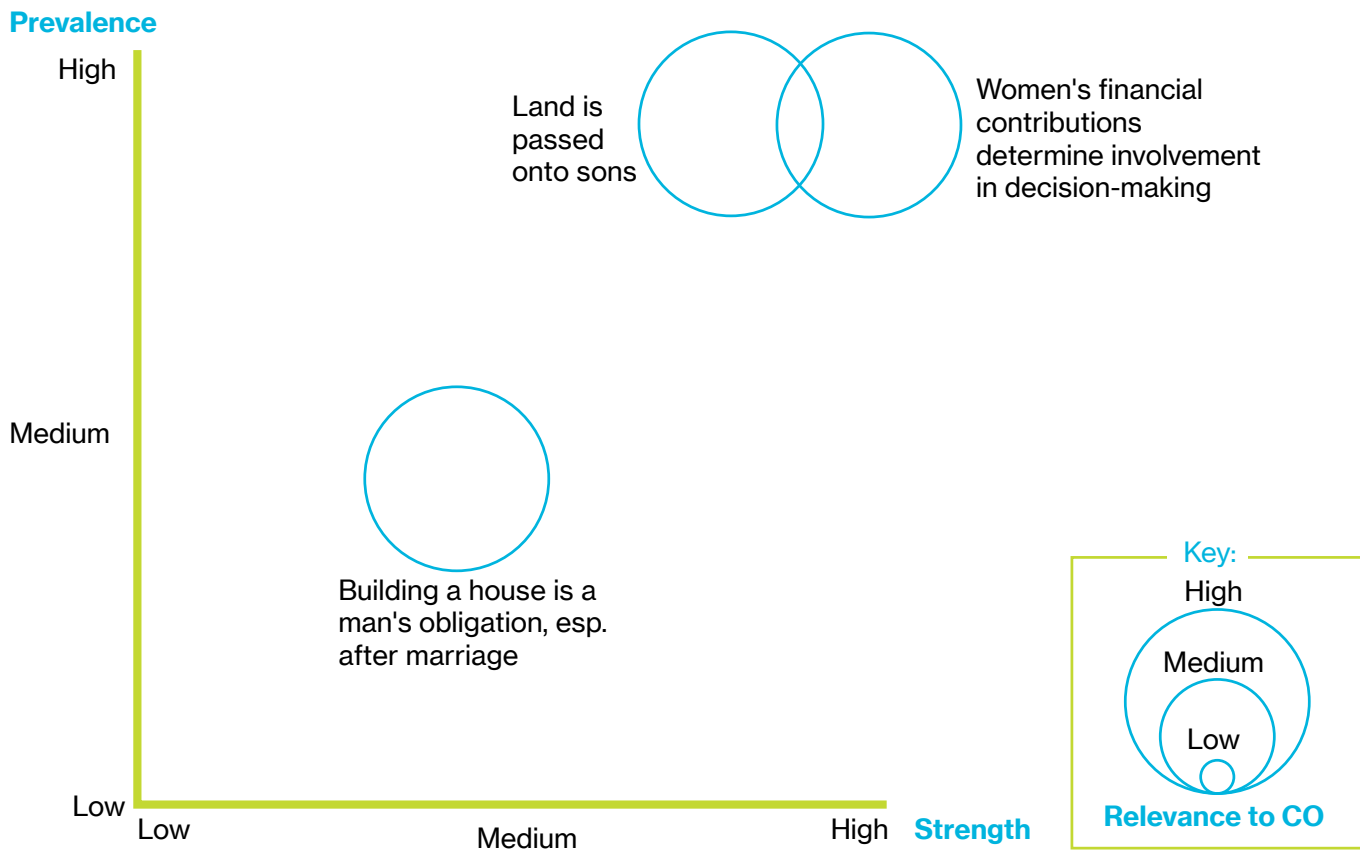 Prevalence
High
Land is
passed
onto sons
Women's financial
contributions
determine involvement
in decision-making
Medium
Building a house is a
man's obligation, esp.
after marriage
Low
Low
Medium
High
Strength
Key:
High
Medium
Low
Relevance to CO